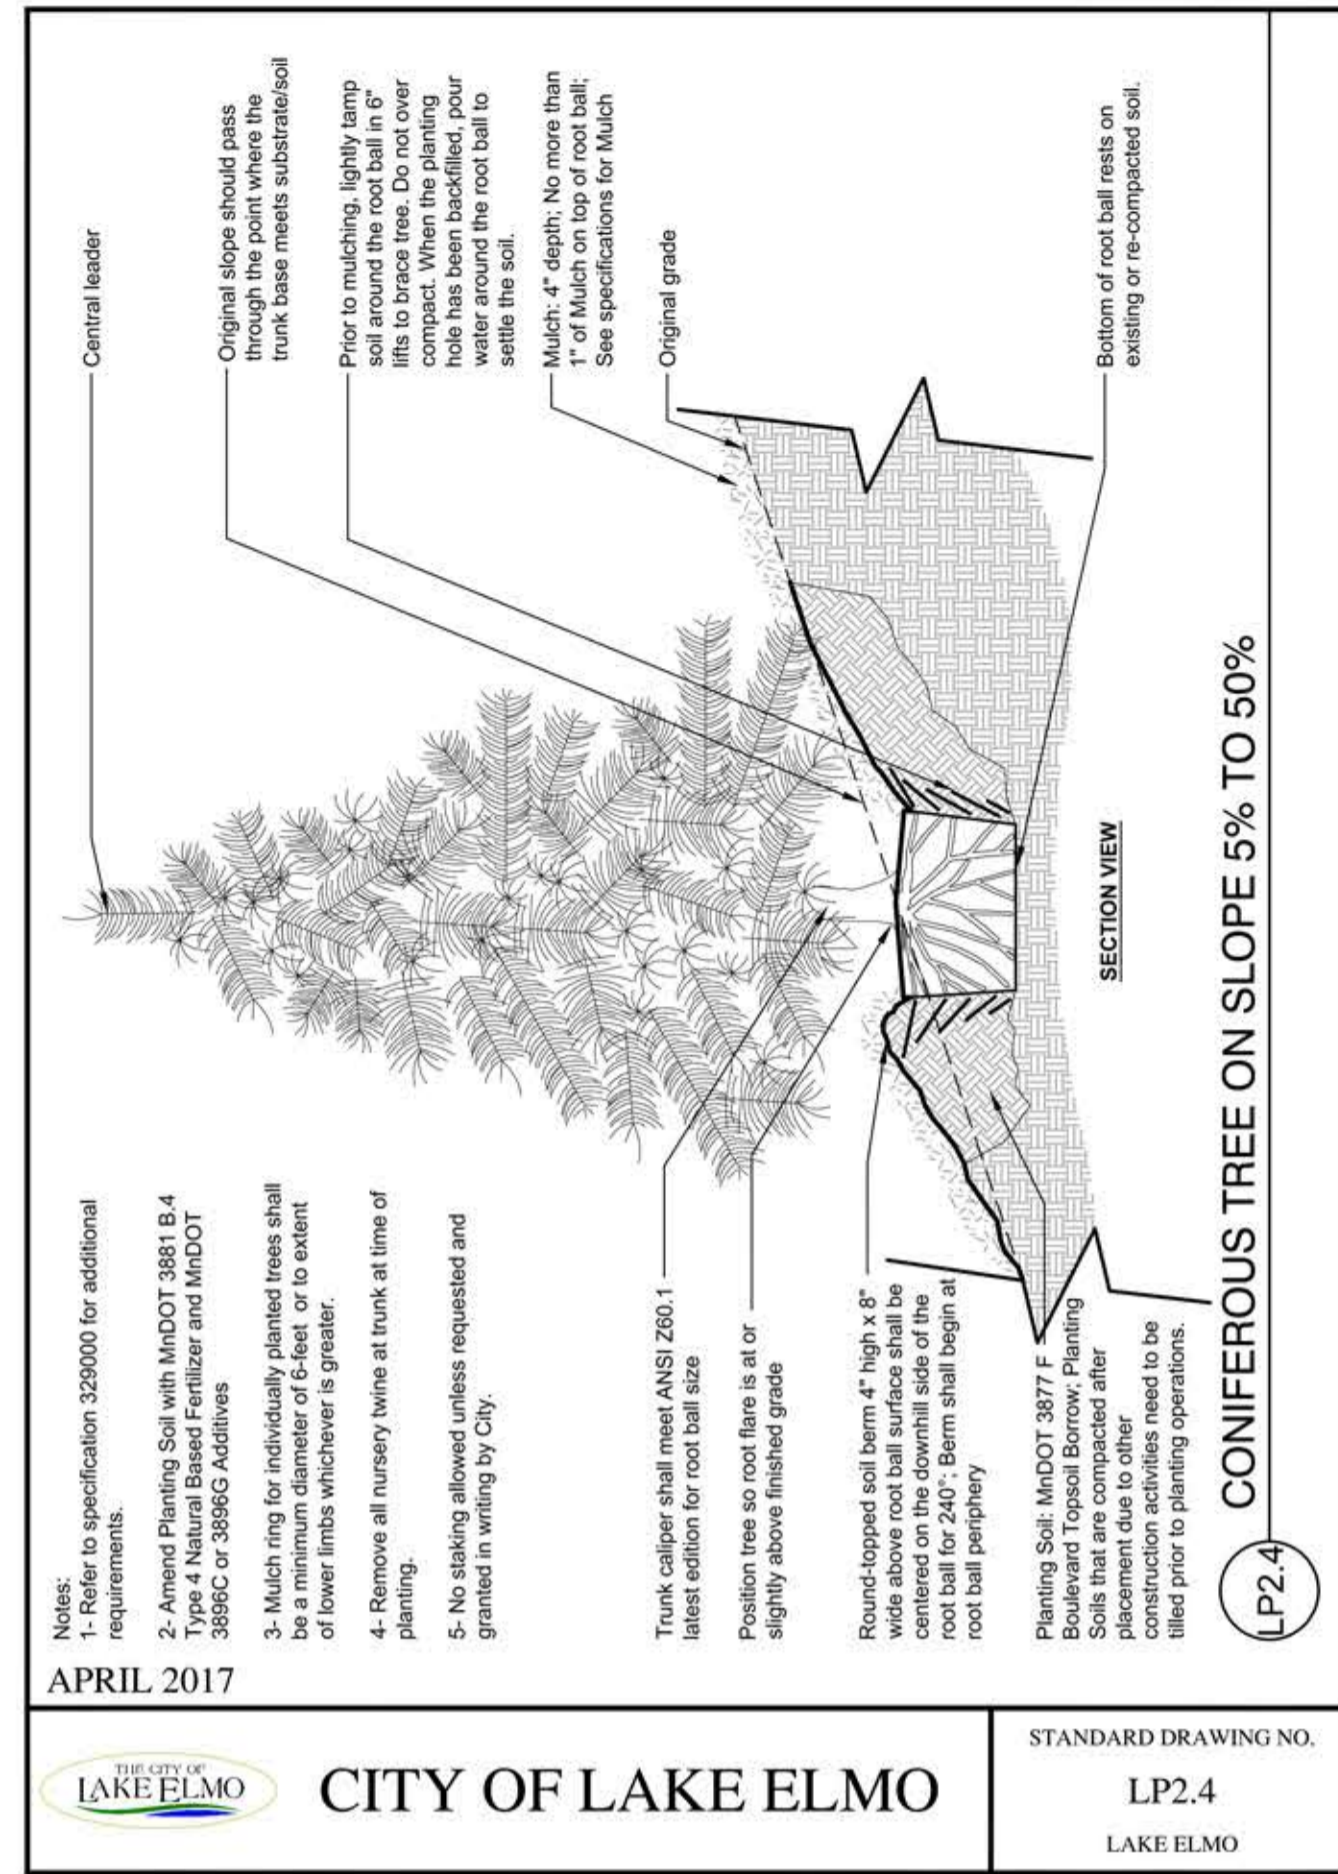 Notes:
1- Refer to specification 329000 for additional
requirements.
2- Amend Planting Soil with MnDOT 3881 B.4
Type 4 Natural Based Fertilizer and MnDOT
3896C or 3896G Additives
3- Mulch ring for individually planted trees shall
be a minimum diameter of 6-feet or to extent
of lower limbs whichever is greater.
4- Remove all nursery twine at trunk at time of
planting.
5- No staking allowed unless requested and
granted in writing by City.
Trunk caliper shall meet ANSI Z60.1
latest edition for root ball size
Position tree so root flare is at or
slightly above finished grade
Round-topped soil berm 4" high x 8"
wide above root ball surface shall be
centered on the downhill side of the
root ball for 240°; Berm shall begin at
root ball periphery
Planting Soil: MnDOT 3877 F
Boulevard Topsoil Borrow; Planting
Soils that are compacted after
placement due to other
construction activities need to be
tilled prior to planting operations.
Central leader
Original slope should pass
through the point where the
trunk base meets substrate/soil
Prior to mulching, lightly tamp
soil around the root ball in 6"
lifts to brace tree. Do not over
compact. When the planting
hole has been backfilled, pour
water around the root ball to
settle the soil.
Mulch: 4" depth; No more than
1" of Mulch on top of root ball;
See specifications for Mulch
Original grade
Bottom of root ball rests on
existing or re-compacted soil.
SECTION VIEW
LP2.4
CONIFEROUS TREE ON SLOPE 5% TO 50%
APRIL 2017
THE CITY OF
LAKE ELMO
CITY OF LAKE ELMO
STANDARD DRAWING NO.
LP2.4
LAKE ELMO